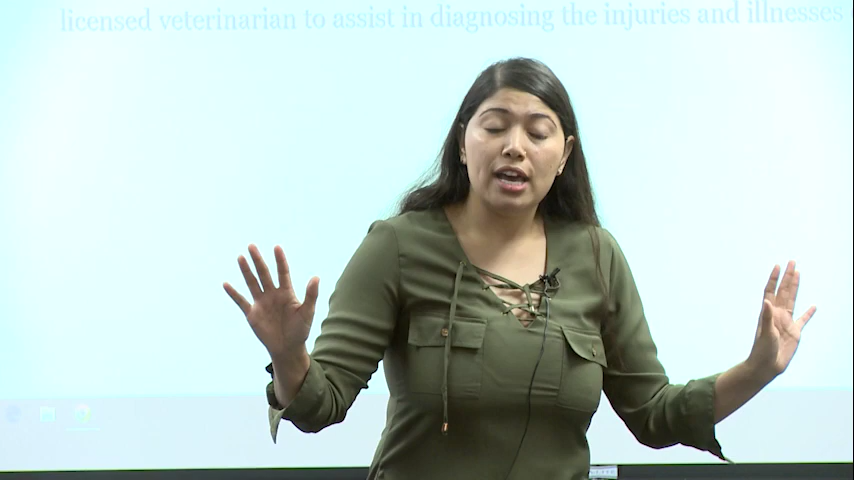 licensed veterinarian to assist in diagnosing the injuries and illnesses